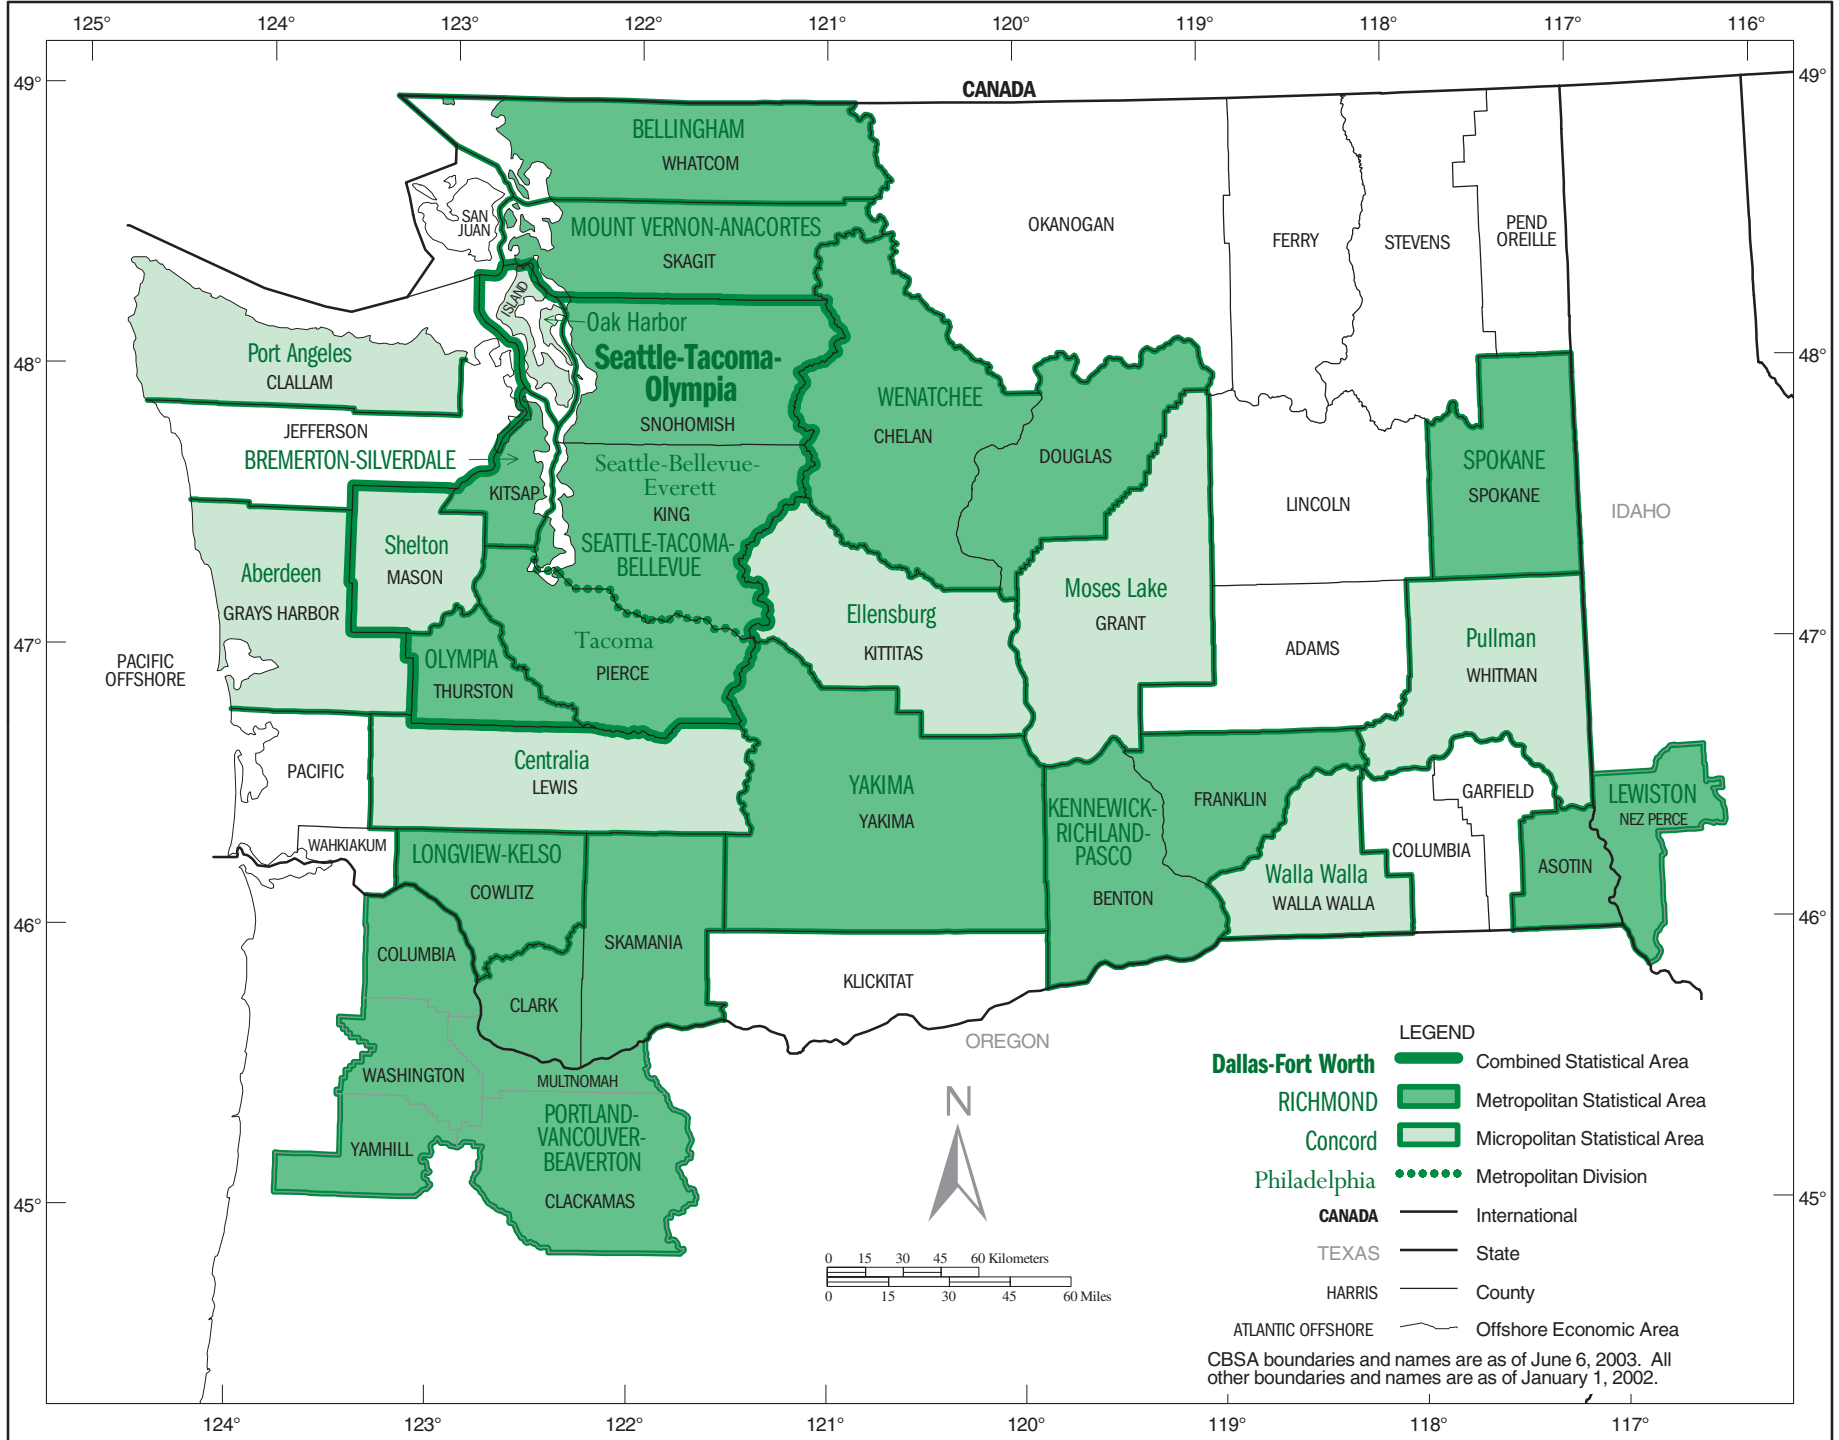 125°
124°
123°
122°
121°
120°
119°
118°
117°
116°
49°
CANADA
49°
BELLINGHAM
WHATCOM
SAN
JUAN
MOUNT VERNON-ANACORTES
SKAGIT
OKANOGAN
FERRY
STEVENS
PEND
OREILLE
ISLAND
Oak Harbor
48°
Port Angeles
CLALLAM
Seattle-Tacoma-
Olympia
SNOHOMISH
WENATCHEE
CHELAN
48°
JEFFERSON
BREMERTON-SILVERDALE
KITSAP
Seattle-Bellevue-
Everett
KING
SEATTLE-TACOMA-
BELLEVUE
DOUGLAS
LINCOLN
SPOKANE
SPOKANE
IDAHO
Shelton
MASON
Aberdeen
GRAYS HARBOR
Ellensburg
KITTITAS
Moses Lake
GRANT
ADAMS
Pullman
WHITMAN
47°
47°
PACIFIC
OFFSHORE
OLYMPIA
THURSTON
Tacoma
PIERCE
PACIFIC
Centralia
LEWIS
YAKIMA
YAKIMA
KENNEWICK-
RICHLAND-
PASCO
BENTON
FRANKLIN
GARFIELD
LEWISTON
NEZ PERCE
WAHKIAKUM
LONGVIEW-KELSO
COWLITZ
Walla Walla
WALLA WALLA
COLUMBIA
ASOTIN
46°
46°
COLUMBIA
SKAMANIA
CLARK
KLICKITAT
OREGON
WASHINGTON
MULTNOMAH
PORTLAND-
VANCOUVER-
BEAVERTON
YAMHILL
CLACKAMAS
45°
45°
N
0 15 30 45 60 Kilometers
0 15 30 45 60 Miles
LEGEND
Dallas-Fort Worth Combined Statistical Area
RICHMOND Metropolitan Statistical Area
Concord Micropolitan Statistical Area
Philadelphia Metropolitan Division
CANADA International
TEXAS State
HARRIS County
ATLANTIC OFFSHORE Offshore Economic Area
CBSA boundaries and names are as of June 6, 2003. All
other boundaries and names are as of January 1, 2002.
124°
123°
122°
121°
120°
119°
118°
117°